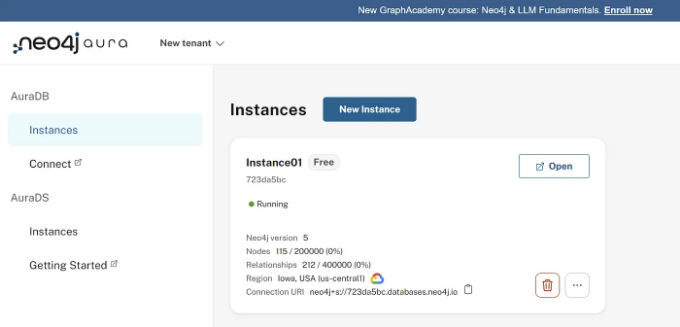 New GraphAcademy course: Neo4j & LLM Fundamentals. Enroll now
neo4j aura
New tenant
AuraDB
Instances
Connect
AuraDS
Instances
Getting Started
Instances
New Instance
Instance01 Free
723da5bc
Open
Running
Neo4j version 5
Nodes 115 / 200000 (0%)
Relationships 212 / 400000 (0%)
Region Iowa, USA (us-central1)
Connection URI neo4j+s://723da5bc.databases.neo4j.io